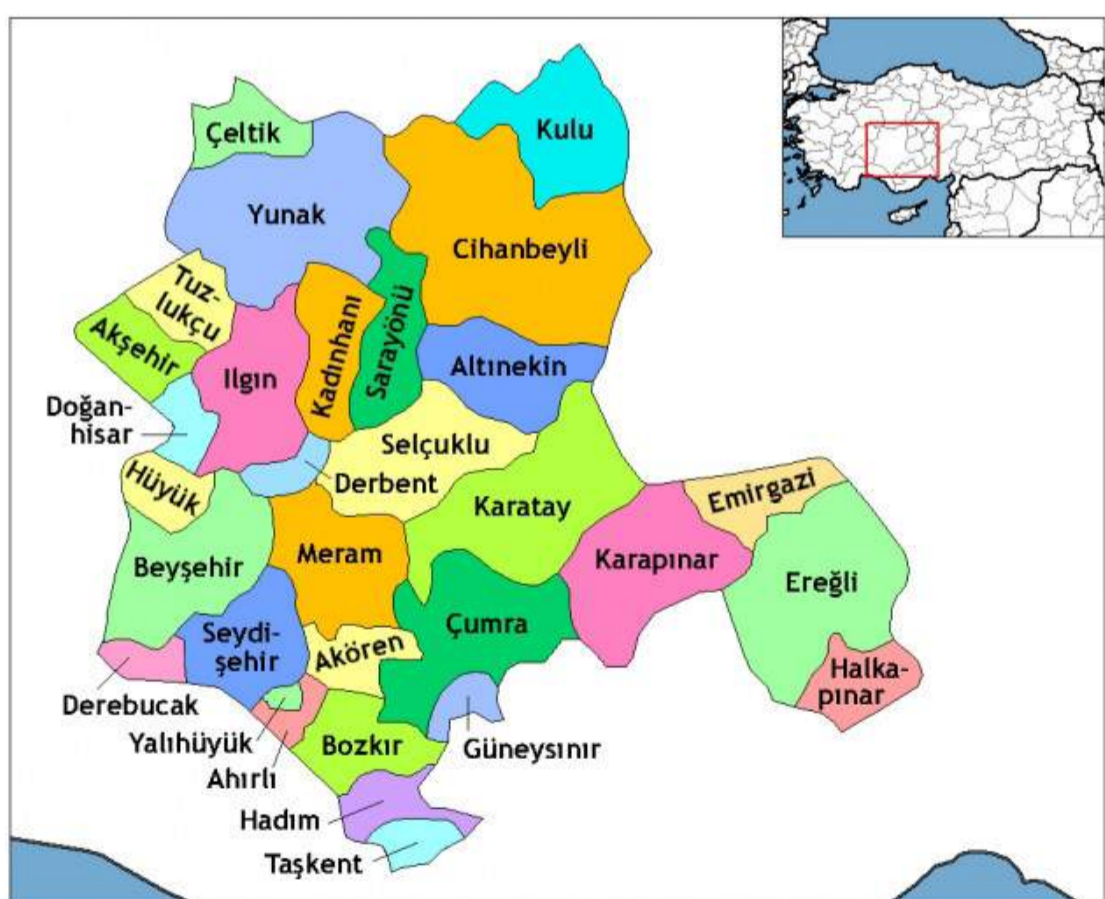 Çeltik
Kulu
Yunak
Cihanbeyli
Tuz-
lukçu
Akşehir
Ilgın
Kadınhanı
Sarayönü
Altınekin
Doğan-
hisar
Selçuklu
Derbent
Hüyük
Emirgazi
Karatay
Beyşehir
Meram
Karapınar
Ereğli
Çumra
Seydi-
şehir
Akören
Halka-
pınar
Derebucak
Yalıhüyük
Bozkır
Güneysınır
Ahırlı
Hadım
Taşkent